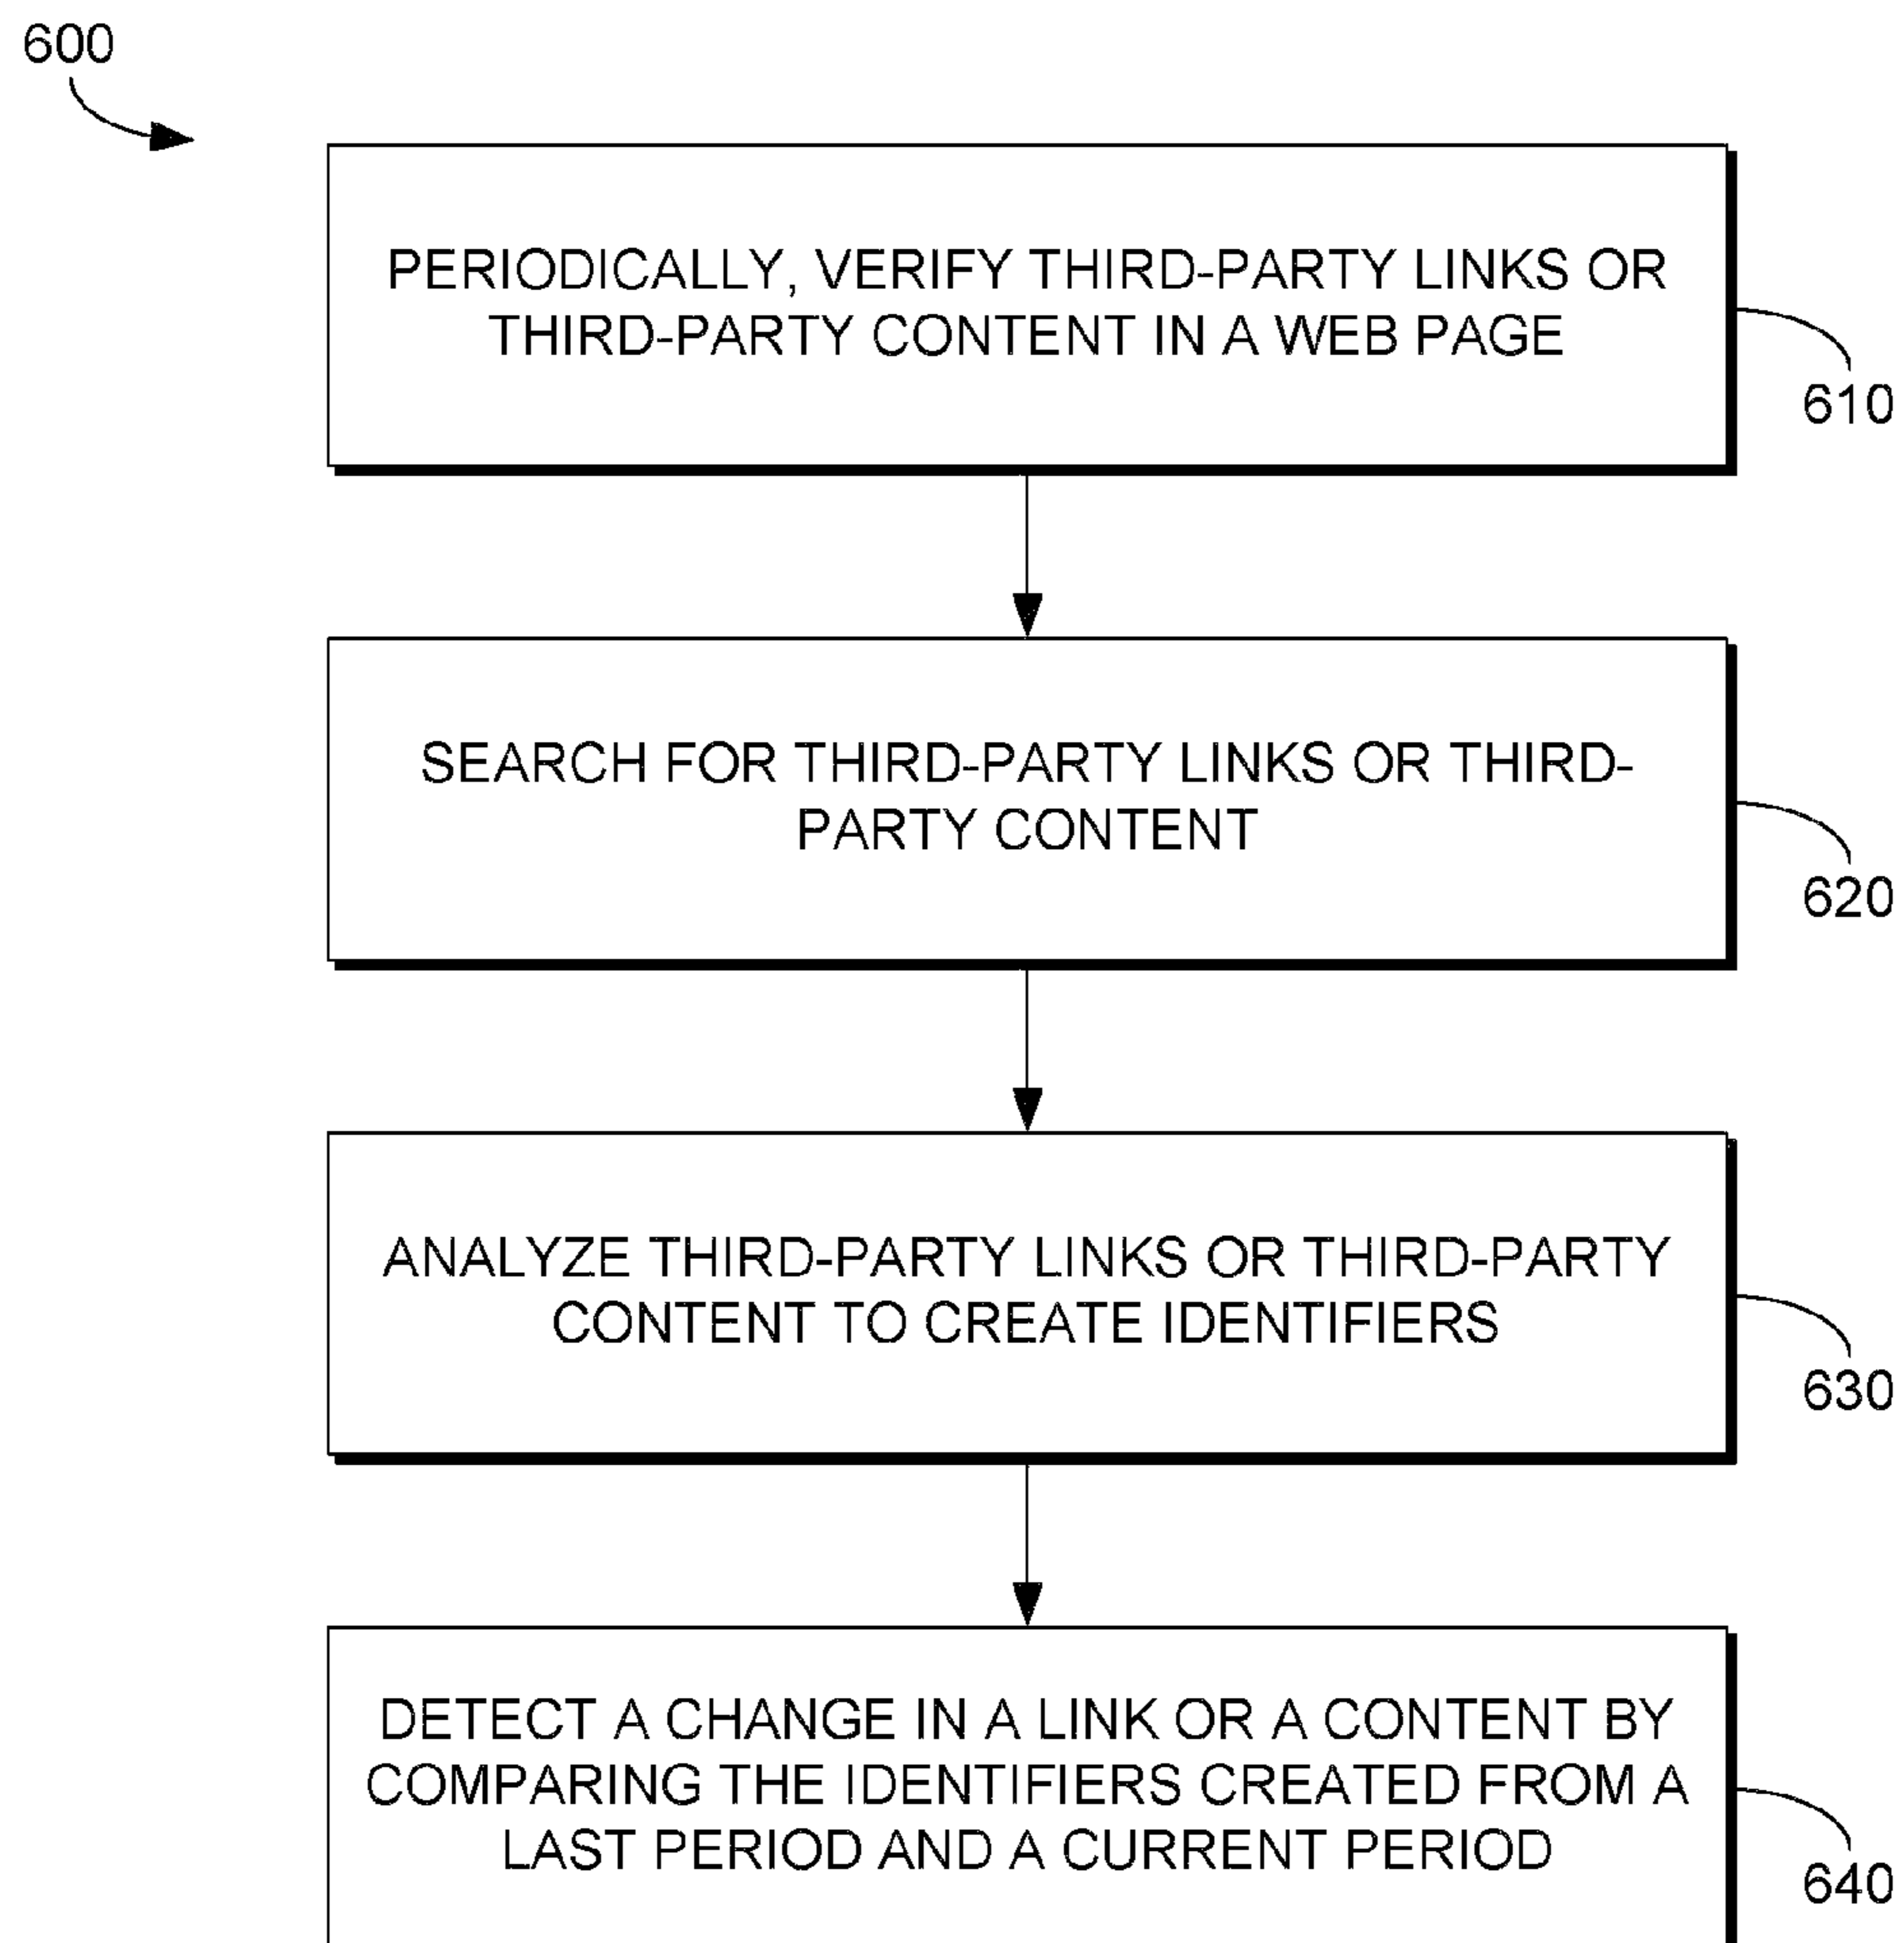 600
PERIODICALLY, VERIFY THIRD-PARTY LINKS OR
THIRD-PARTY CONTENT IN A WEB PAGE
610
SEARCH FOR THIRD-PARTY LINKS OR THIRD-
PARTY CONTENT
620
ANALYZE THIRD-PARTY LINKS OR THIRD-PARTY
CONTENT TO CREATE IDENTIFIERS
630
DETECT A CHANGE IN A LINK OR A CONTENT BY
COMPARING THE IDENTIFIERS CREATED FROM A
LAST PERIOD AND A CURRENT PERIOD
640